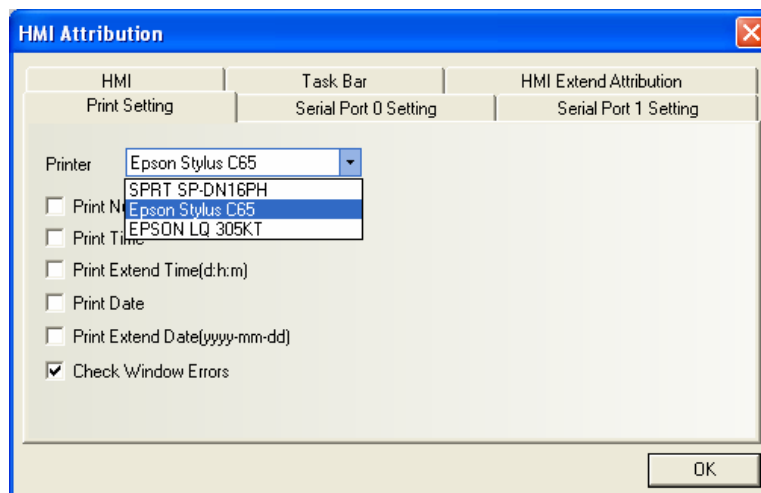 HMI Attribution
HMI
Task Bar
HMI Extend Attribution
Print Setting
Serial Port 0 Setting
Serial Port 1 Setting
Printer
Epson Stylus C65
SPRT SP-DN16PH
Epson Stylus C65
EPSON LQ 305KT
Print
Print Time
Print Extend Time(d:h:m)
Print Date
Print Extend Date(yyyy-mm-dd)
Check Window Errors
OK